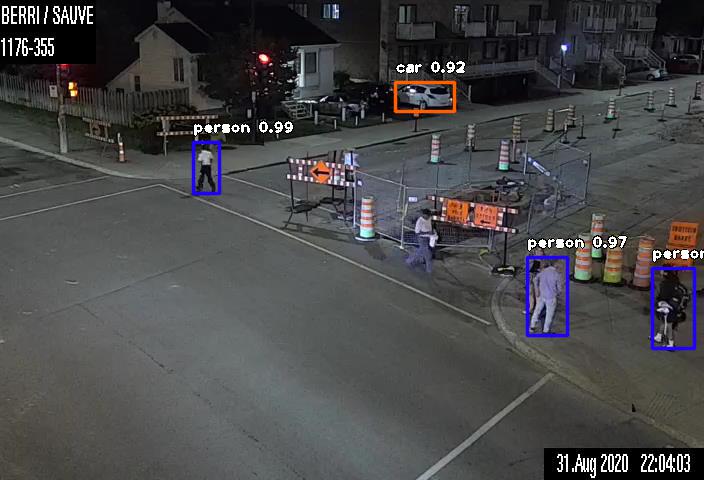 BERRI / SAUVE
1176-355
car 0.92
person 0.99
person 0.97
person
31.Aug 2020 22:04:03